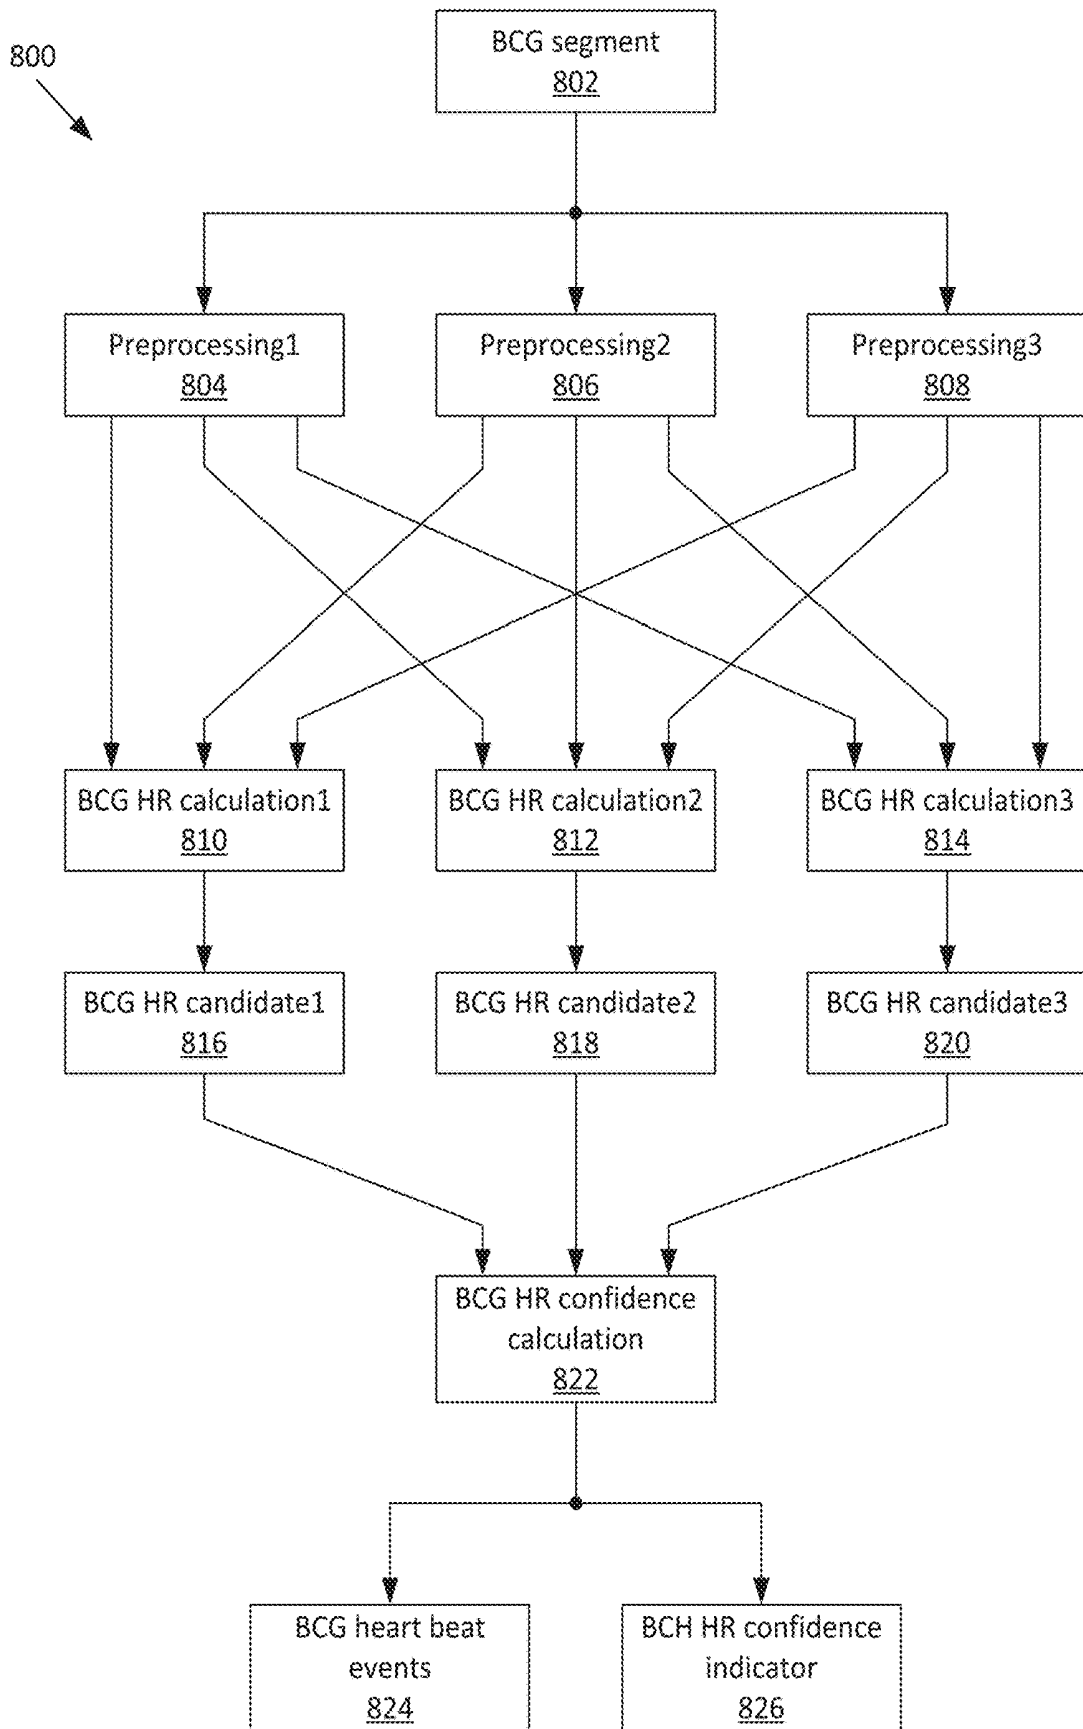 800
BCG segment
802
Preprocessing1
804
Preprocessing2
806
Preprocessing3
808
BCG HR calculation1
810
BCG HR calculation2
812
BCG HR calculation3
814
BCG HR candidate1
816
BCG HR candidate2
818
BCG HR candidate3
820
BCG HR confidence
calculation
822
BCG heart beat
events
824
BCH HR confidence
indicator
826